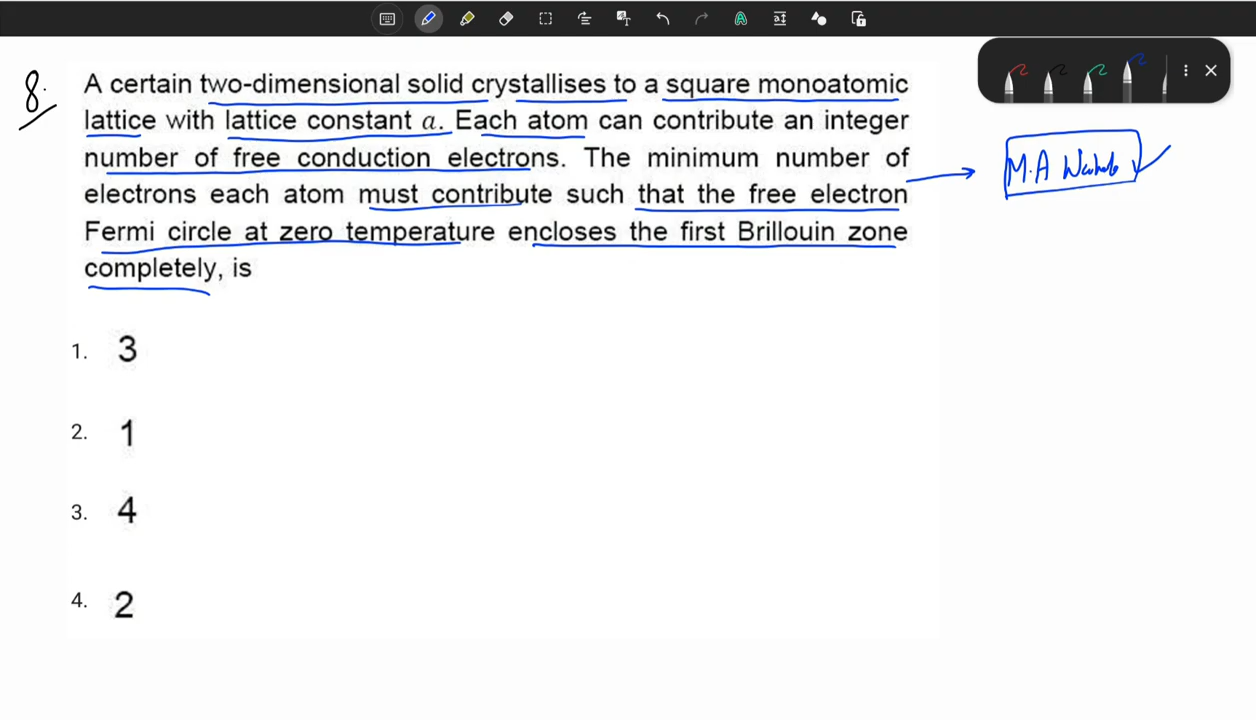 8.
A certain two-dimensional solid crystallises to a square monoatomic
lattice with lattice constant a. Each atom can contribute an integer
number of free conduction electrons. The minimum number of
electrons each atom must contribute such that the free electron
Fermi circle at zero temperature encloses the first Brillouin zone
completely, is
M.A
1. 3
2. 1
3. 4
4. 2